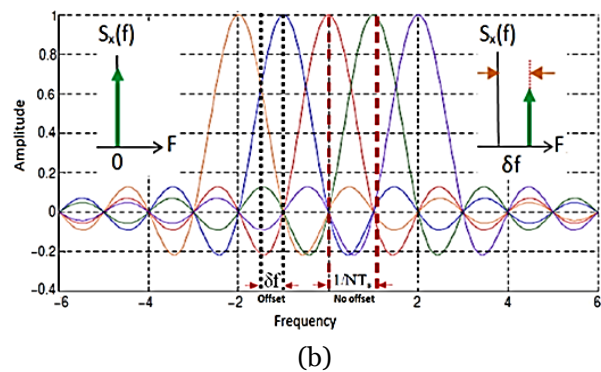 1
0.8
0.6
0.4
0.2
0
−0.2
−0.4
Amplitude
Sₓ(f)
F
0
Sₓ(f)
F
δf
δf
Offset
1/NTₛ
No offset
−6
−4
−2
0
2
4
6
Frequency
(b)